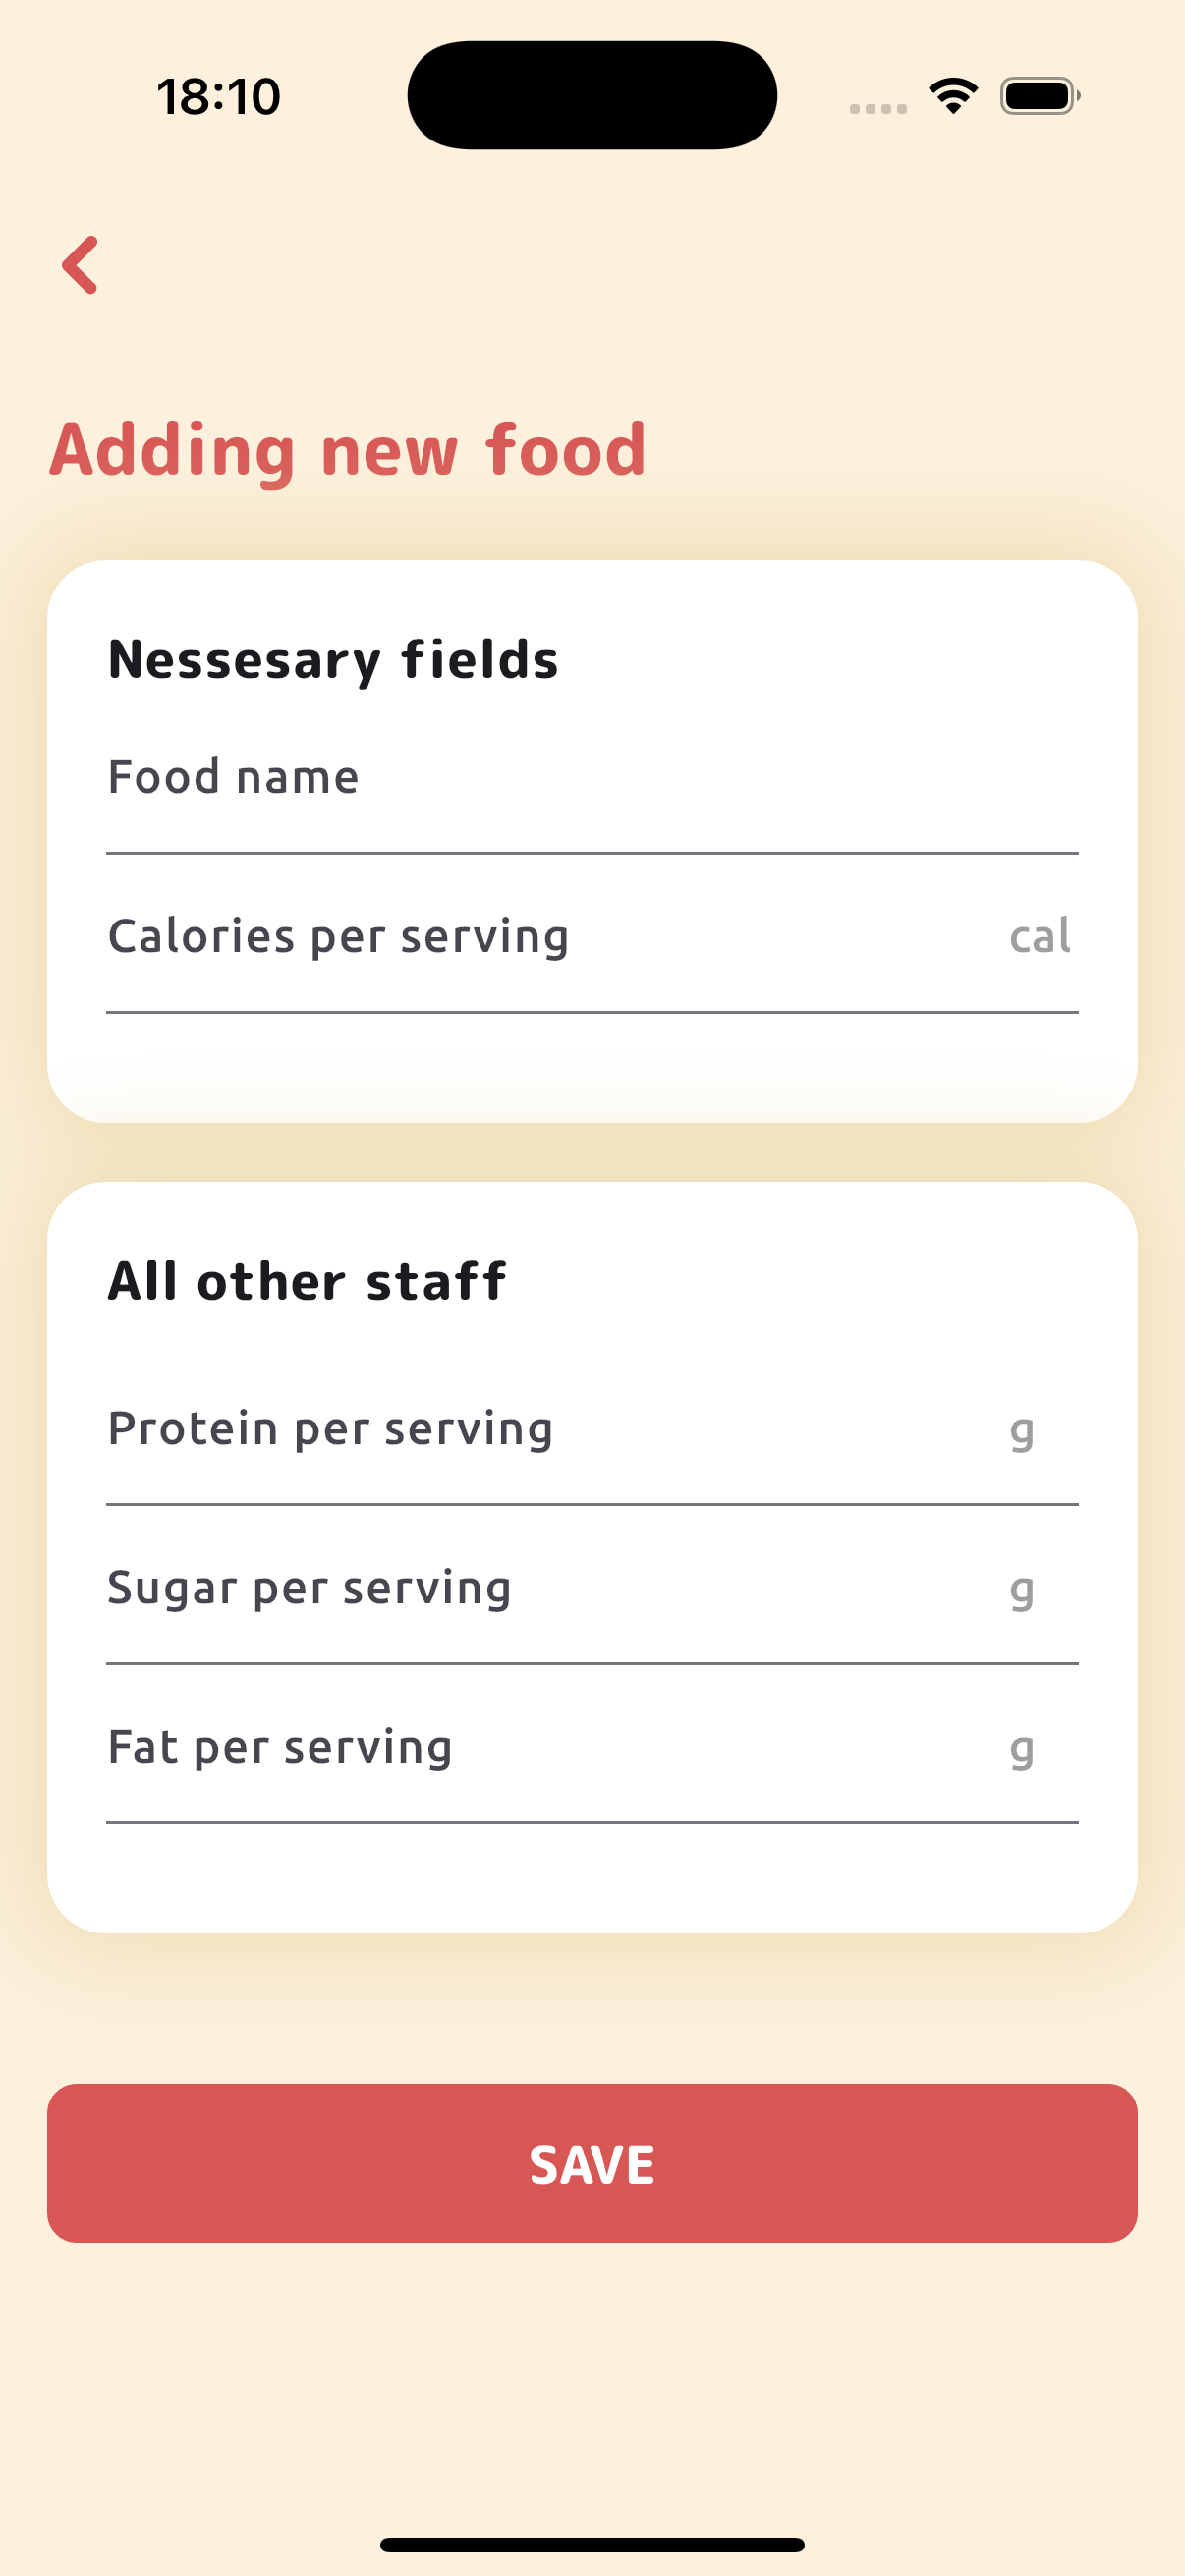 18:10
Adding new food
Nessesary fields
Food name
Calories per serving cal
All other staff
Protein per serving g
Sugar per serving g
Fat per serving g
SAVE